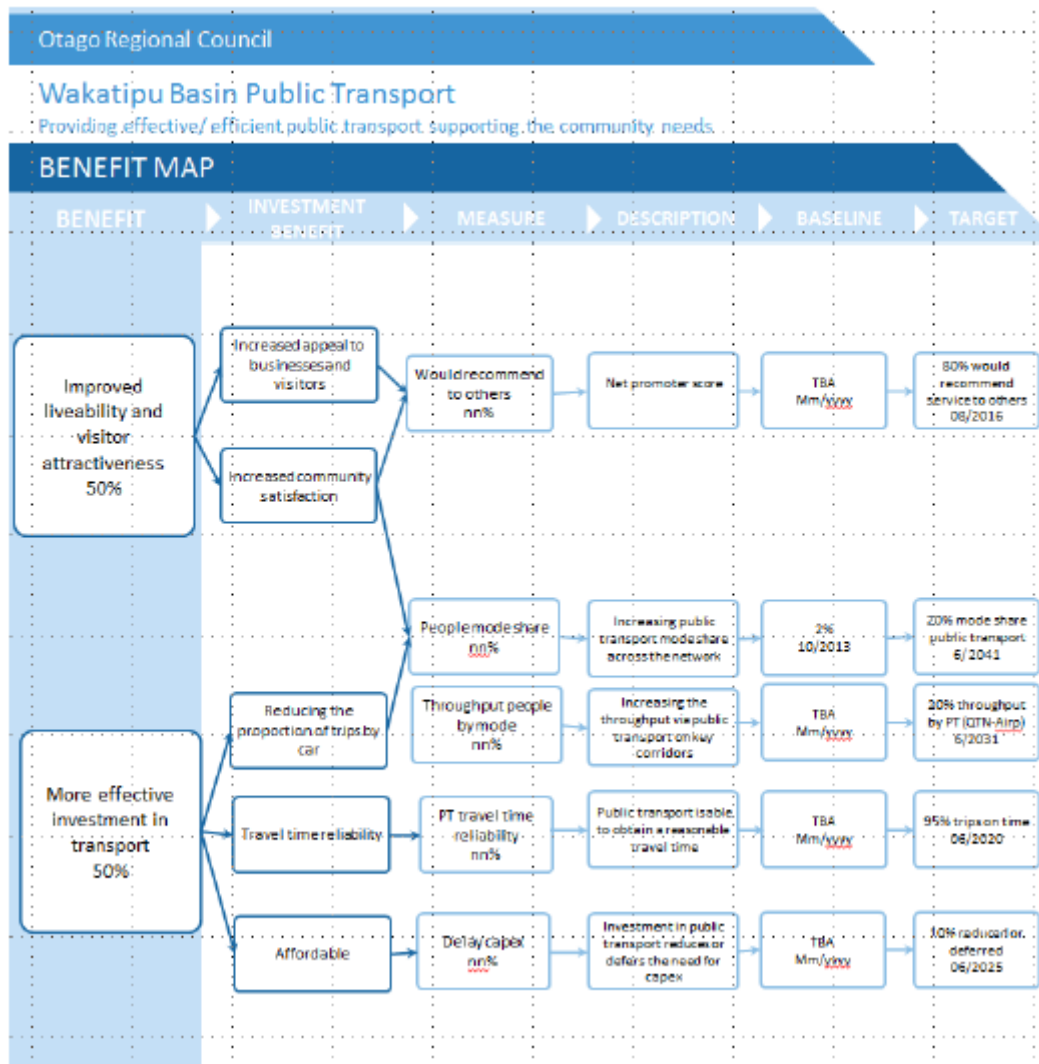 Otago Regional Council
Wakatipu Basin Public Transport
Providing effective/ efficient public transport supporting the community needs
BENEFIT MAP
BENEFIT
INVESTMENT
BENEFIT
MEASURE
DESCRIPTION
BASELINE
TARGET
Improved
liveability and
visitor
attractiveness
50%
Increased appeal to
businesses and
visitors
Increased community
satisfaction
Would recommend
to others
nn%
Net promoter score
TBA
Mm/yyyy
80% would
recommend
service to others
08/2016
People mode share
nn%
Increasing public
transport mode share
across the network
2%
10/2013
20% mode share
public transport
6/ 2041
More effective
investment in
transport
50%
Reducing the
proportion of trips by
car
Throughput people
by mode
nn%
Increasing the
throughput via public
transport on key
corridors
TBA
Mm/yyyy
20% throughput
by PT (QTN-Airp)
6/2031
Travel time reliability
PT travel time
reliability
nn%
Public transport is able
to obtain a reasonable
travel time
TBA
Mm/yyyy
95% trips on time
06/2020
Affordable
Delay capex
nn%
Investment in public
transport reduces or
defers the need for
capex
TBA
Mm/yyyy
10% reduced or
deferred
06/2025